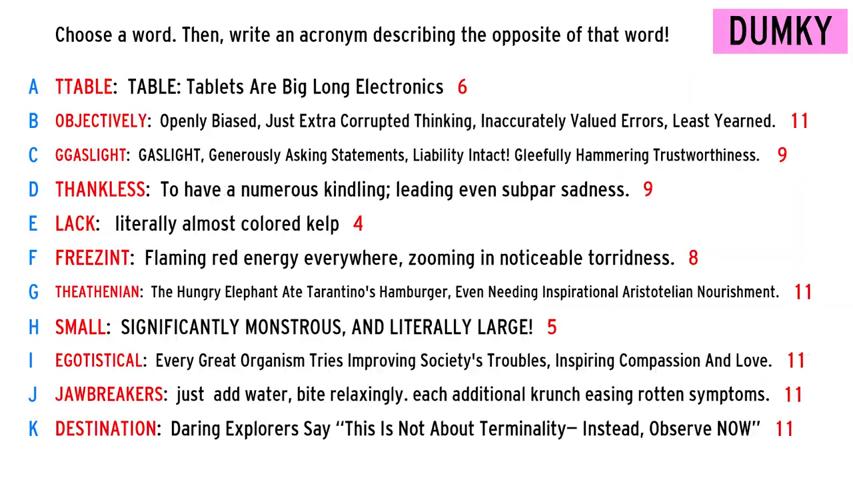 Choose a word. Then, write an acronym describing the opposite of that word!
DUMKY
A TTABLE: TABLE: Tablets Are Big Long Electronics 6
B OBJECTIVELY: Openly Biased, Just Extra Corrupted Thinking, Inaccurately Valued Errors, Least Yearned. 11
C GGASLIGHT: GASLIGHT, Generously Asking Statements, Liability Intact! Gleefully Hammering Trustworthiness. 9
D THANKLESS: To have a numerous kindling; leading even subpar sadness. 9
E LACK: literally almost colored kelp 4
F FREEZINT: Flaming red energy everywhere, zooming in noticeable torridness. 8
G THEATHENIAN: The Hungry Elephant Ate Tarantino's Hamburger, Even Needing Inspirational Aristotelian Nourishment. 11
H SMALL: SIGNIFICANTLY MONSTROUS, AND LITERALLY LARGE! 5
I EGOTISTICAL: Every Great Organism Tries Improving Society's Troubles, Inspiring Compassion And Love. 11
J JAWBREAKERS: just add water, bite relaxingly. each additional krunch easing rotten symptoms. 11
K DESTINATION: Daring Explorers Say “This Is Not About Terminality— Instead, Observe NOW” 11